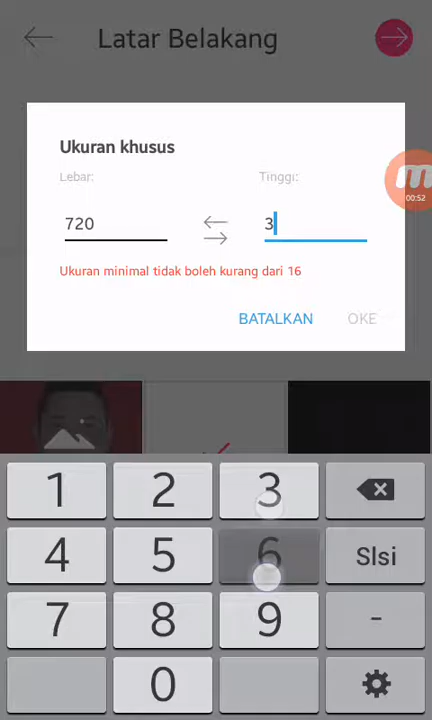 Latar Belakang
Ukuran khusus
Lebar:
Tinggi:
720
3
00:52
Ukuran minimal tidak boleh kurang dari 16
BATALKAN
OKE
1 2 3
4 5 6 Slsi
7 8 9 -
0